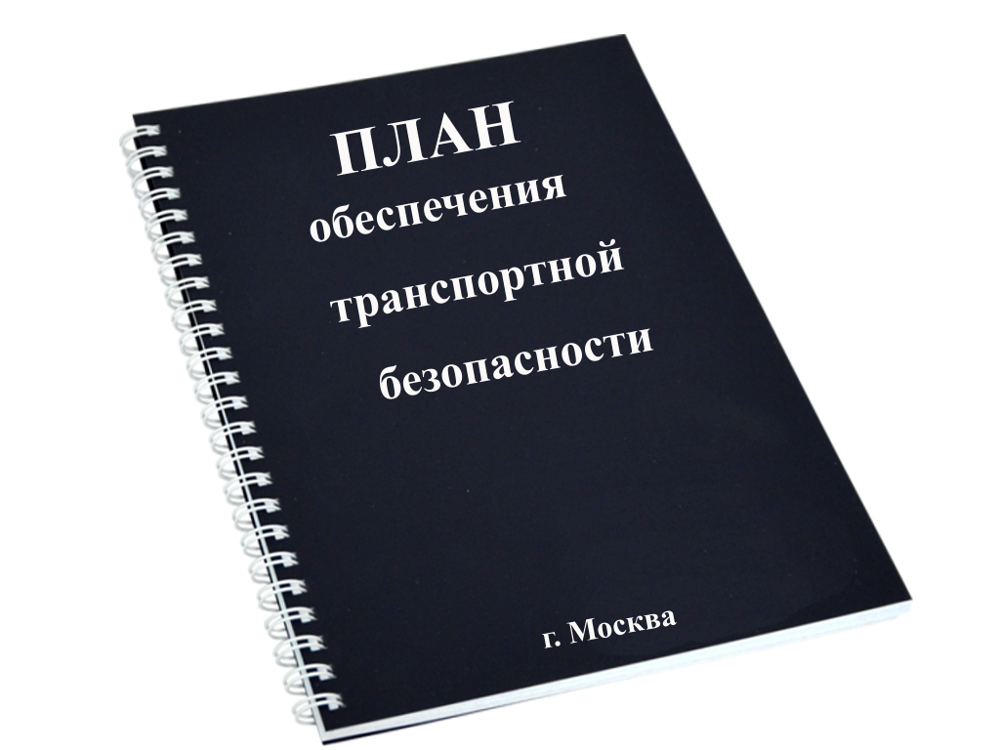 ПЛАН
обеспечения
транспортной
безопасности
г. Москва